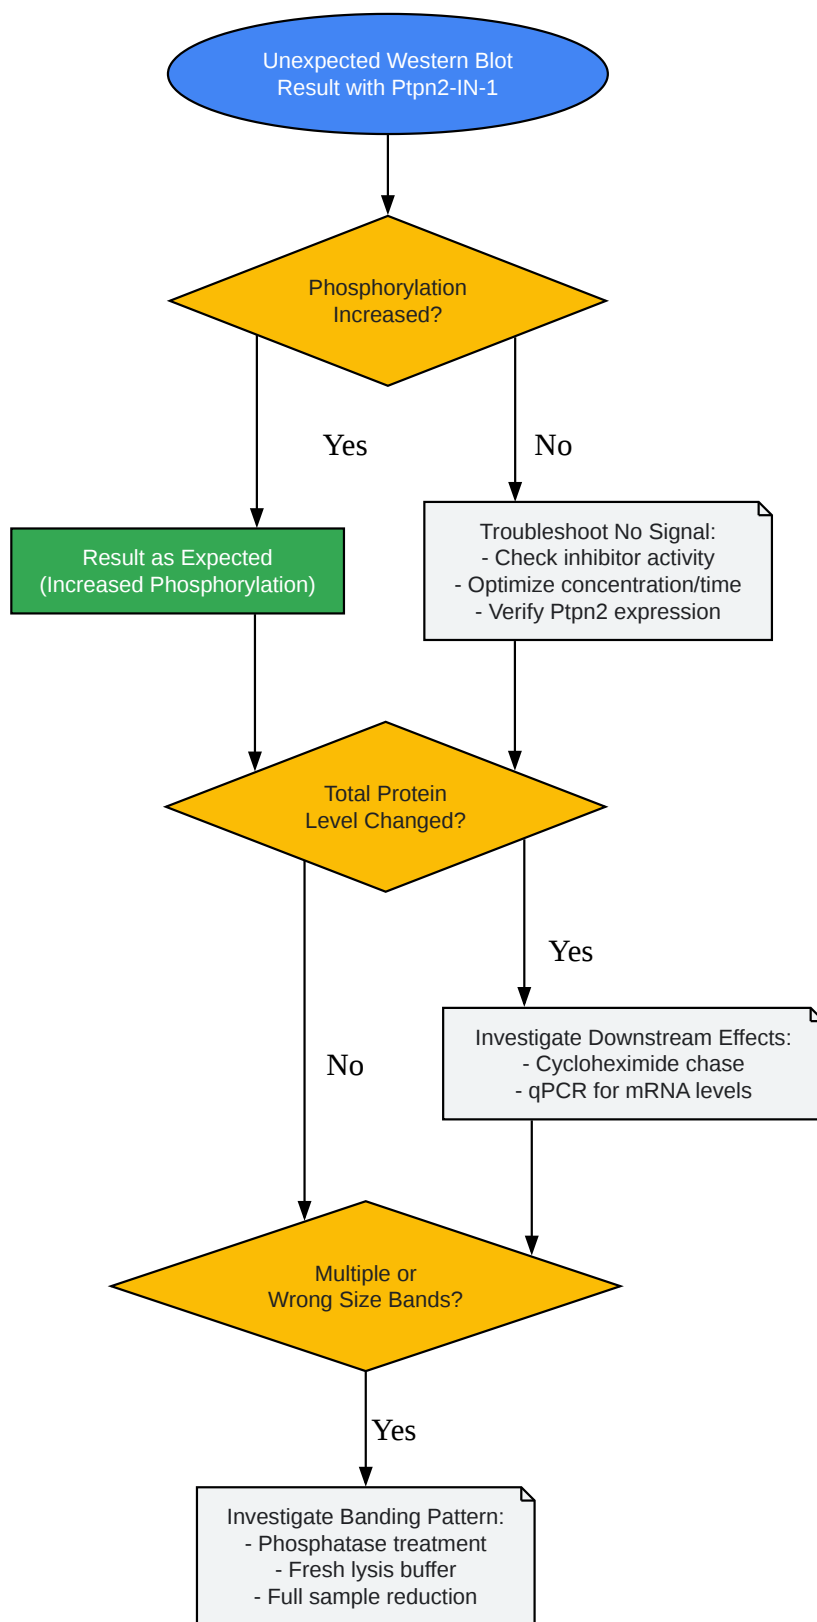 Unexpected Western Blot
Result with Ptpn2-IN-1
Phosphorylation
Increased?
Yes
No
Result as Expected
(Increased Phosphorylation)
Troubleshoot No Signal:
- Check inhibitor activity
- Optimize concentration/time
- Verify Ptpn2 expression
Total Protein
Level Changed?
Yes
No
Investigate Downstream Effects:
- Cycloheximide chase
- qPCR for mRNA levels
Multiple or
Wrong Size Bands?
Yes
Investigate Banding Pattern:
- Phosphatase treatment
- Fresh lysis buffer
- Full sample reduction